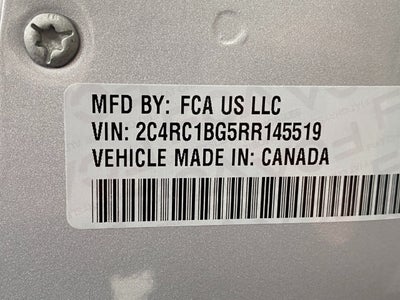 MFD BY: FCA US LLC
VIN: 2C4RC1BG5RR145519
VEHICLE MADE IN: CANADA